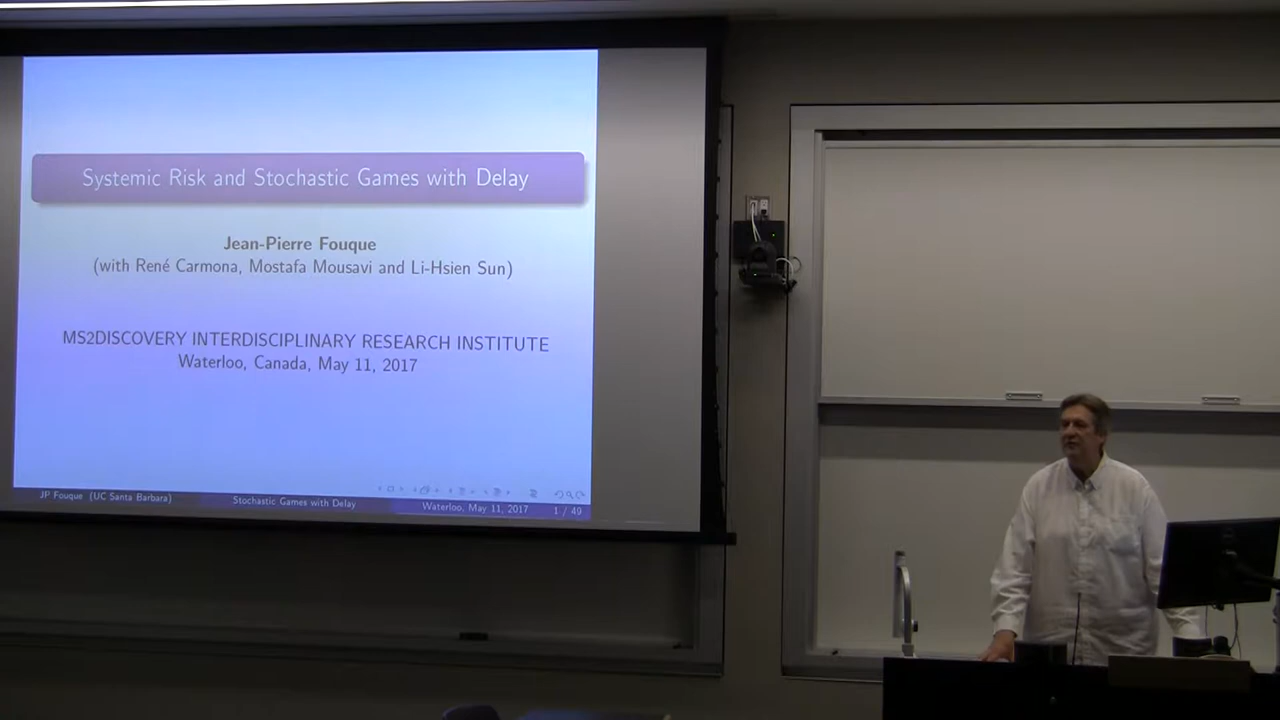 Systemic Risk and Stochastic Games with Delay
Jean-Pierre Fouque
(with René Carmona, Mostafa Mousavi and Li-Hsien Sun)
MS2DISCOVERY INTERDISCIPLINARY RESEARCH INSTITUTE
Waterloo, Canada, May 11, 2017
JP Fouque (UC Santa Barbara) Stochastic Games with Delay Waterloo, May 11, 2017 1 / 49